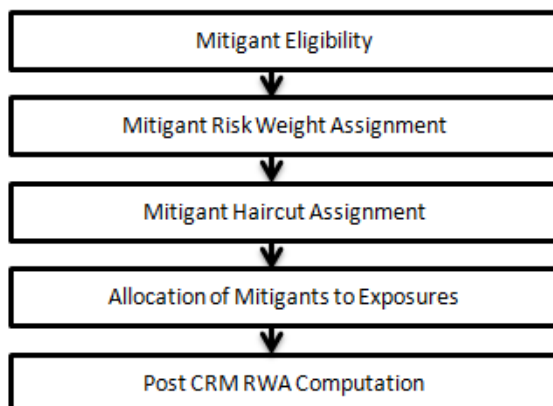 Mitigant Eligibility
Mitigant Risk Weight Assignment
Mitigant Haircut Assignment
Allocation of Mitigants to Exposures
Post CRM RWA Computation